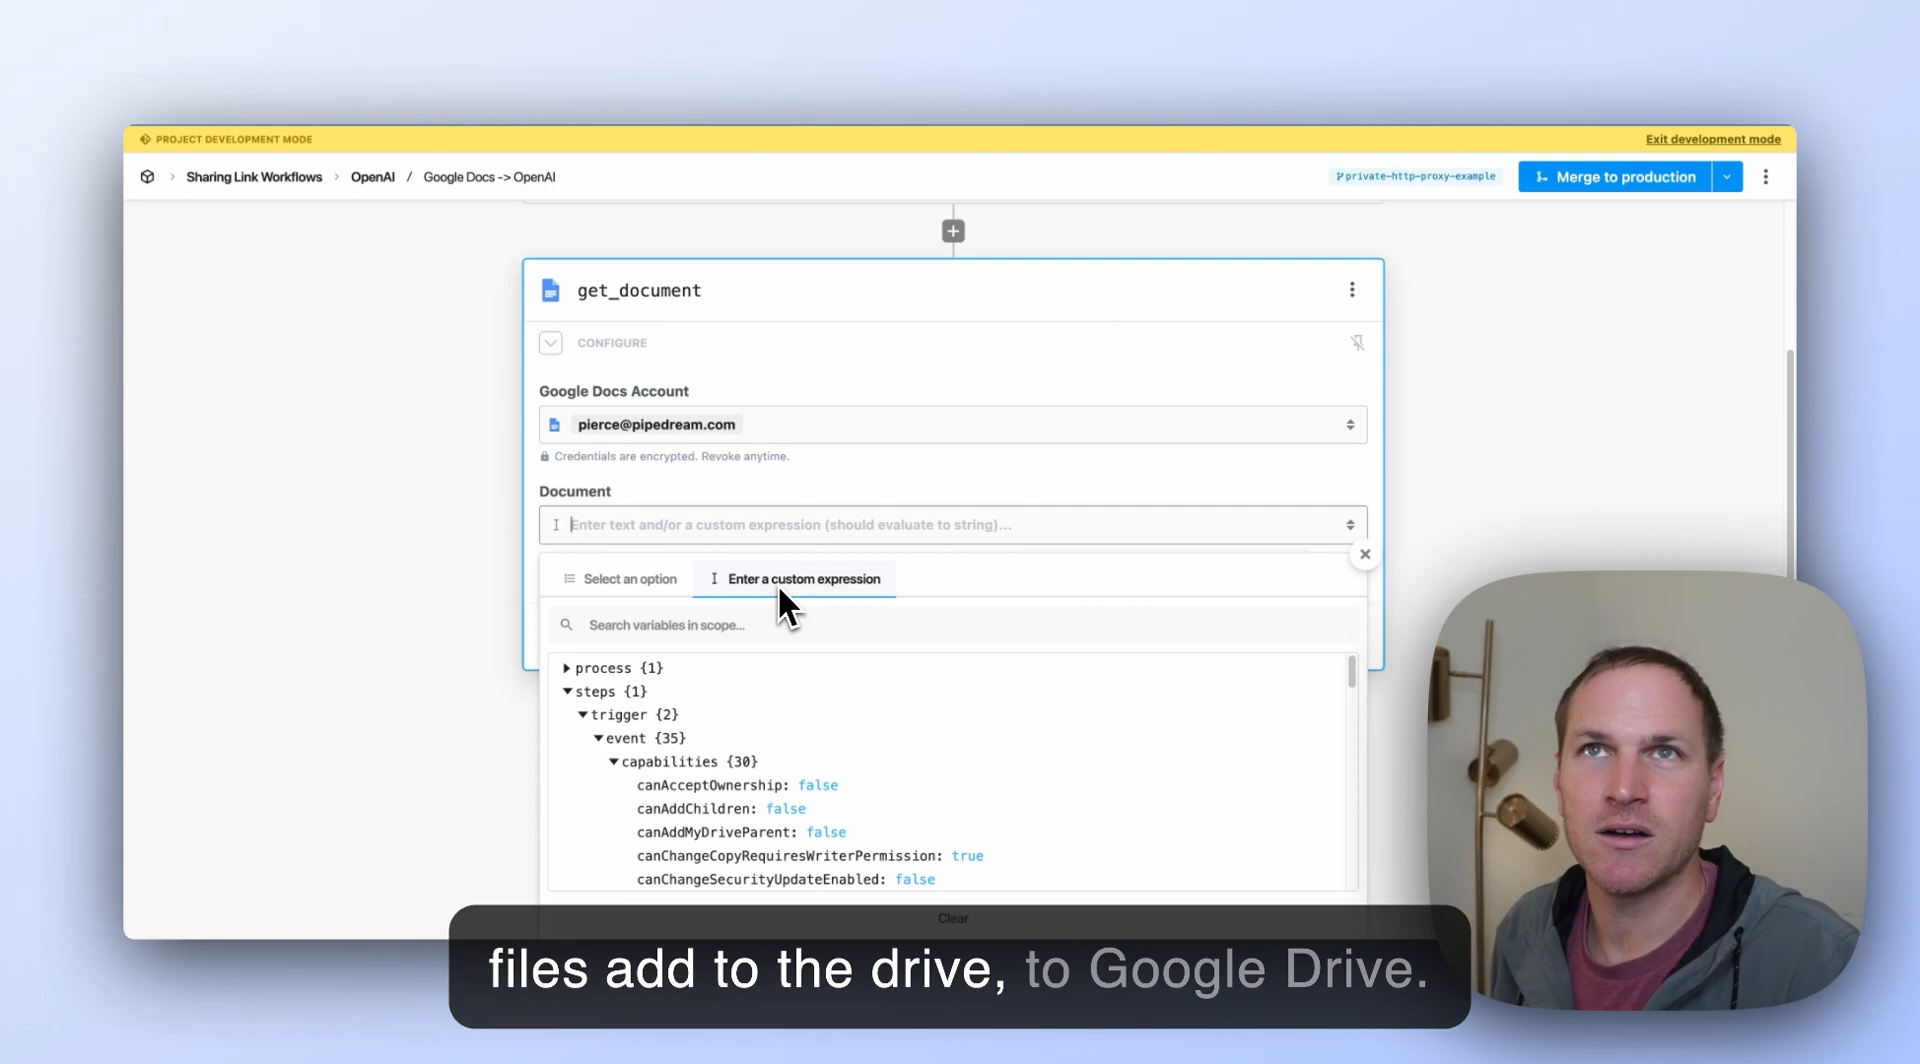 PROJECT DEVELOPMENT MODE
Exit development mode
Sharing Link Workflows > OpenAI / Google Docs -> OpenAI
private-http-proxy-example
Merge to production
get_document
CONFIGURE
Google Docs Account
pierce@pipedream.com
Credentials are encrypted. Revoke anytime.
Document
Enter text and/or a custom expression (should evaluate to string)...
Select an option
Enter a custom expression
Search variables in scope...
process {1}
steps {1}
trigger {2}
event {35}
capabilities {30}
canAcceptOwnership: false
canAddChildren: false
canAddMyDriveParent: false
canChangeCopyRequiresWriterPermission: true
canChangeSecurityUpdateEnabled: false
Clear
files add to the drive, to Google Drive.